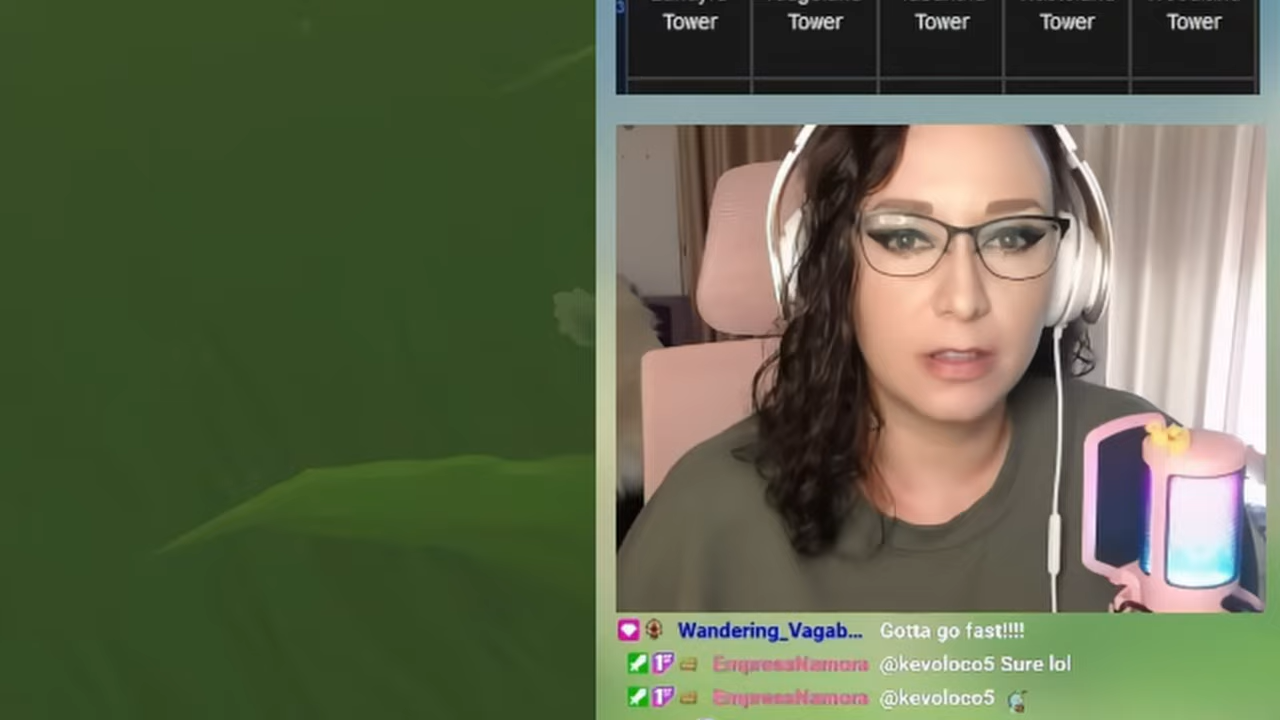 Tower Tower Tower Tower Tower
Wandering_Vagab... Gotta go fast!!!!
EmpressNamora @kevoloco5 Sure lol
EmpressNamora @kevoloco5